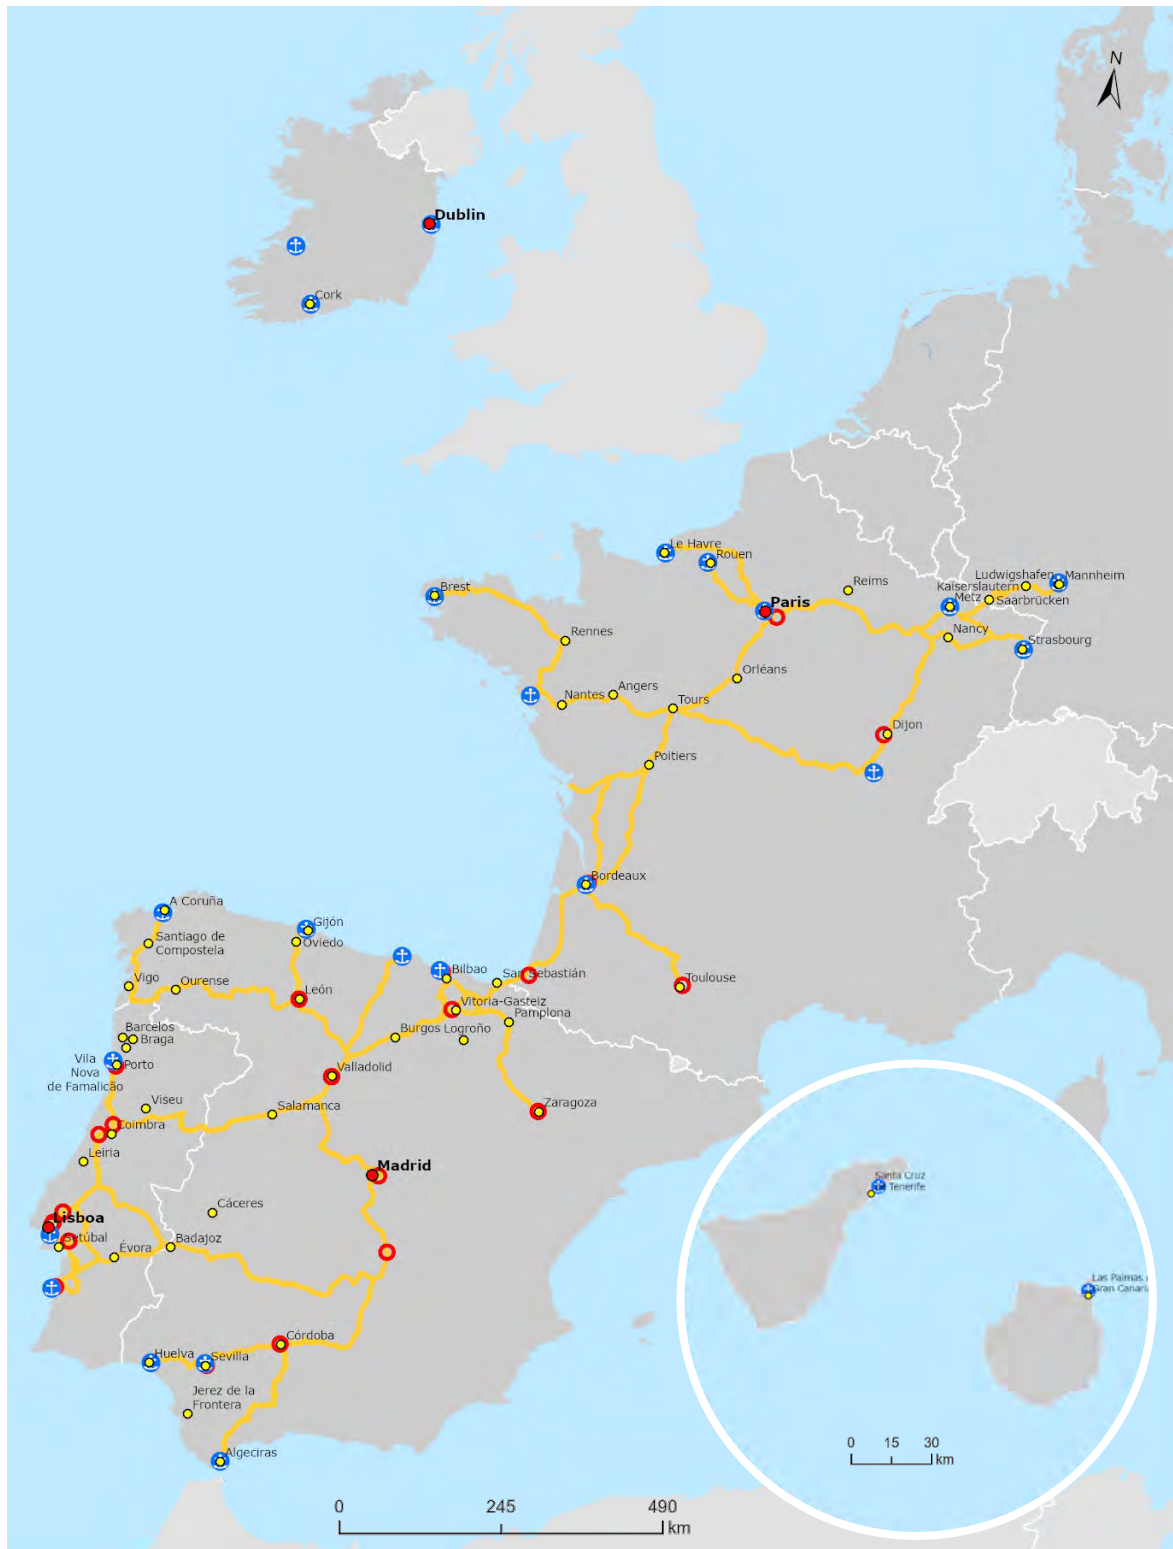 N
Dublin
Cork
Le Havre
Rouen
Brest
Reims
Ludwigshafen
Mannheim
Kaiserslautern
Metz
Saarbrücken
Paris
Nancy
Strasbourg
Rennes
Orléans
Nantes
Angers
Tours
Dijon
Poitiers
Bordeaux
A Coruña
Gijón
Santiago de
Compostela
Oviedo
Bilbao
San Sebastián
Toulouse
Vigo
Ourense
León
Vitoria-Gasteiz
Pamplona
Barcelos
Braga
Burgos
Logroño
Vila
Nova
de Famalicão
Porto
Valladolid
Viseu
Salamanca
Zaragoza
Coimbra
Leiria
Madrid
Cáceres
Lisboa
Setúbal
Évora
Badajoz
Santa Cruz
de Tenerife
Las Palmas
Gran Canaria
Córdoba
Huelva
Sevilla
Jerez de la
Frontera
Algeciras
0 15 30
km
0 245 490
km